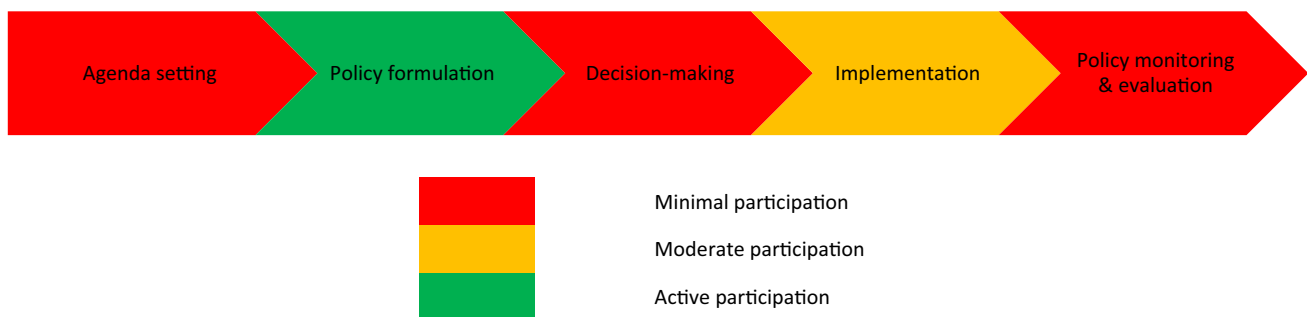 Agenda setting
Policy formulation
Decision-making
Implementation
Policy monitoring
& evaluation
Minimal participation
Moderate participation
Active participation